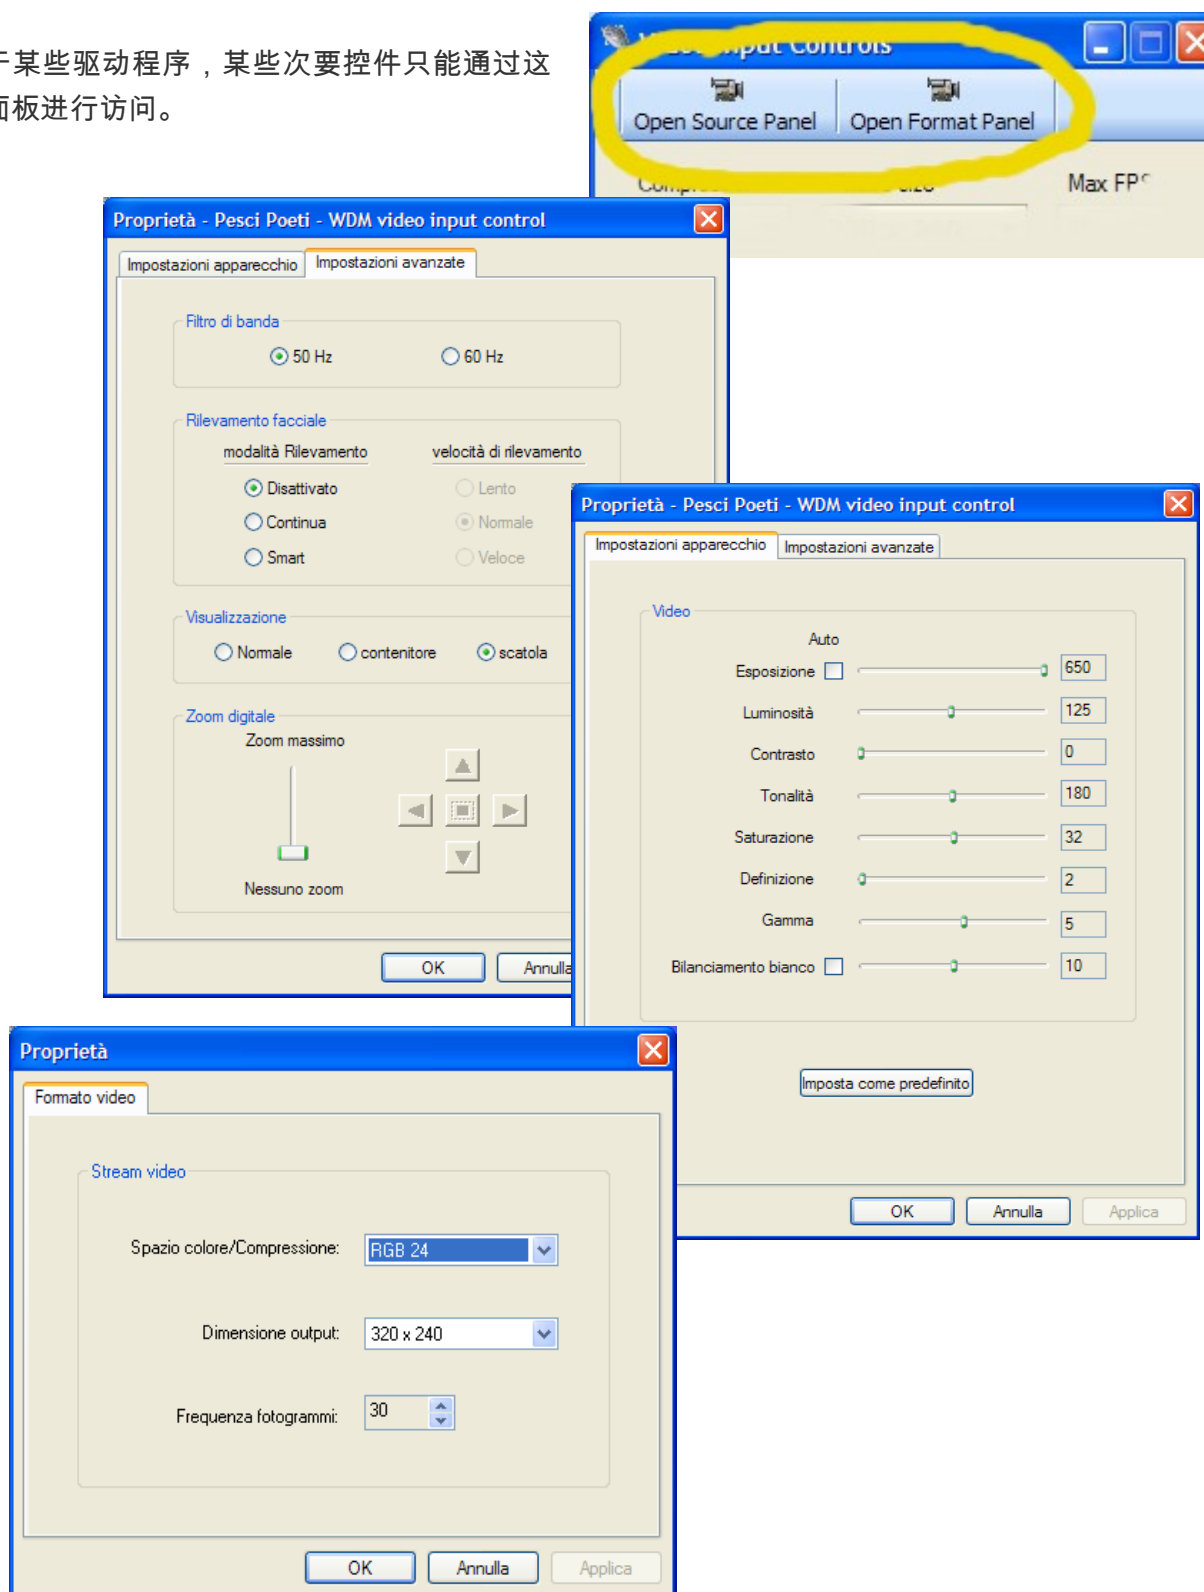 于某些驱动程序，某些次要控件只能通过这
面板进行访问。
Input Controls
Open Source Panel
Open Format Panel
Max FPS
Proprietà - Pesci Poeti - WDM video input control
Impostazioni apparecchio
Impostazioni avanzate
Filtro di banda
50 Hz
60 Hz
Rilevamento facciale
modalità Rilevamento
velocità di rilevamento
Disattivato
Lento
Continua
Normale
Smart
Veloce
Visualizzazione
Normale
contenitore
scatola
Zoom digitale
Zoom massimo
Nessuno zoom
OK
Annulla
Proprietà - Pesci Poeti - WDM video input control
Impostazioni apparecchio
Impostazioni avanzate
Video
Auto
Esposizione 650
Luminosità 125
Contrasto 0
Tonalità 180
Saturazione 32
Definizione 2
Gamma 5
Bilanciamento bianco 10
Imposta come predefinito
OK
Annulla
Applica
Proprietà
Formato video
Stream video
Spazio colore/Compressione: RGB 24
Dimensione output: 320 x 240
Frequenza fotogrammi: 30
OK
Annulla
Applica